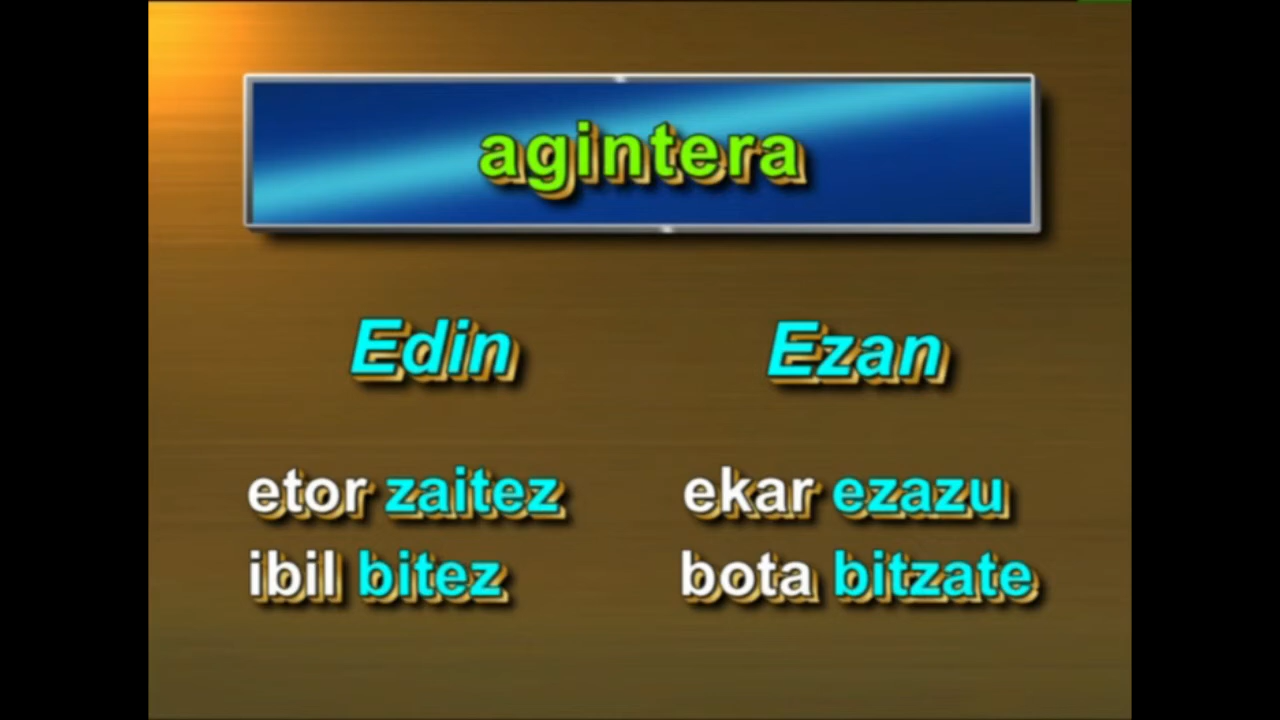 agintera
Edin
Ezan
etor zaitez
ekar ezazu
ibil bitez
bota bitzate